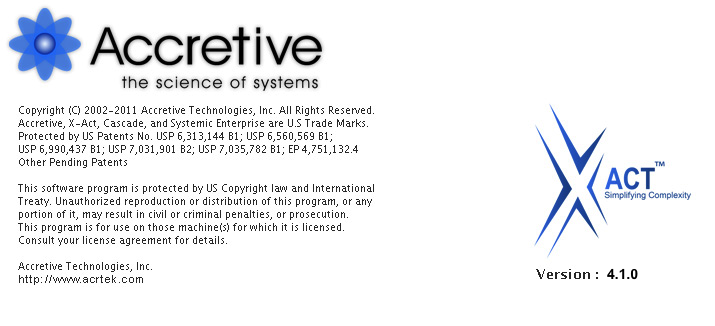 Accretive
the science of systems
Copyright (C) 2002-2011 Accretive Technologies, Inc. All Rights Reserved.
Accretive, X-Act, Cascade, and Systemic Enterprise are U.S Trade Marks.
Protected by US Patents No. USP 6,313,144 B1; USP 6,560,569 B1;
USP 6,990,437 B1; USP 7,031,901 B2; USP 7,035,782 B1; EP 4,751,132.4
Other Pending Patents
This software program is protected by US Copyright law and International
Treaty. Unauthorized reproduction or distribution of this program, or any
portion of it, may result in civil or criminal penalties, or prosecution.
This program is for use on those machine(s) for which it is licensed.
Consult your license agreement for details.
Accretive Technologies, Inc.
http://www.acrtek.com
X ACT™
Simplifying Complexity
Version : 4.1.0